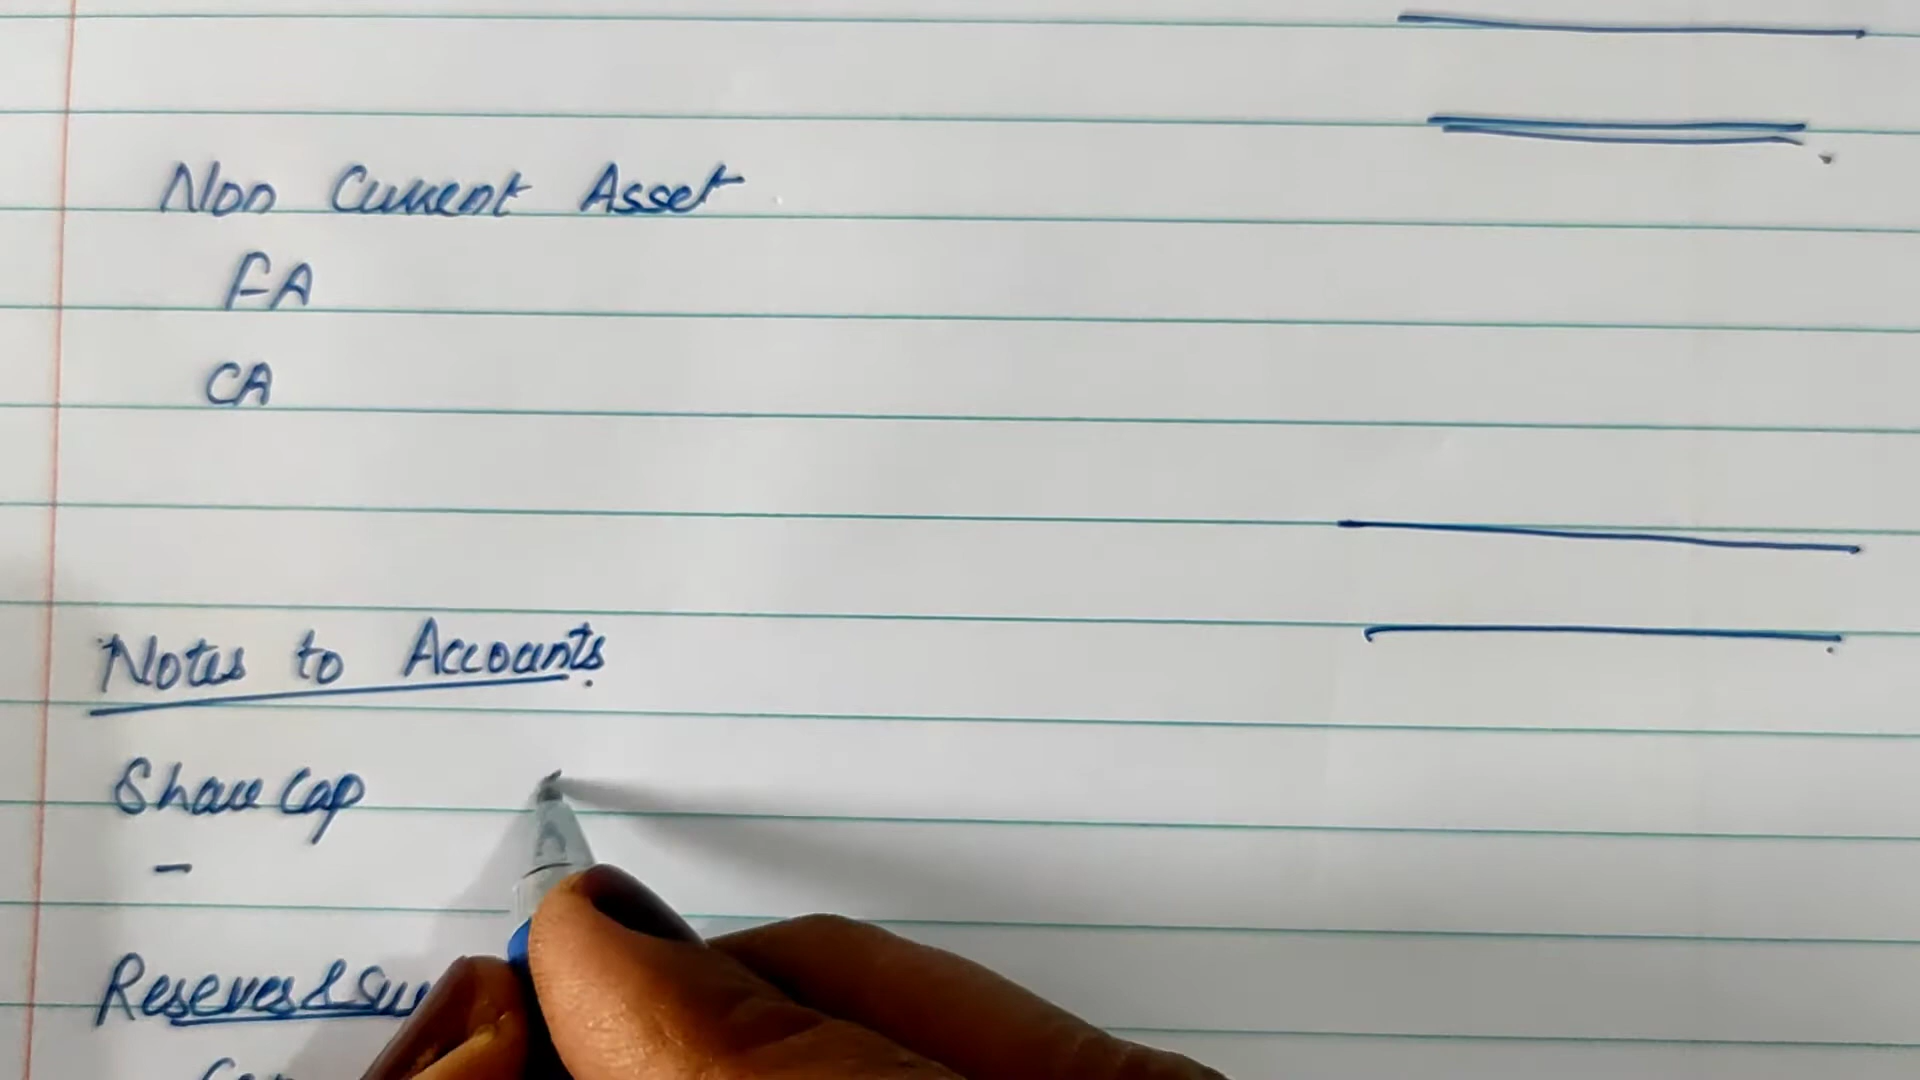 Non Current Asset
FA
CA
Notes to Accounts
Share Cap
-
Reserves &